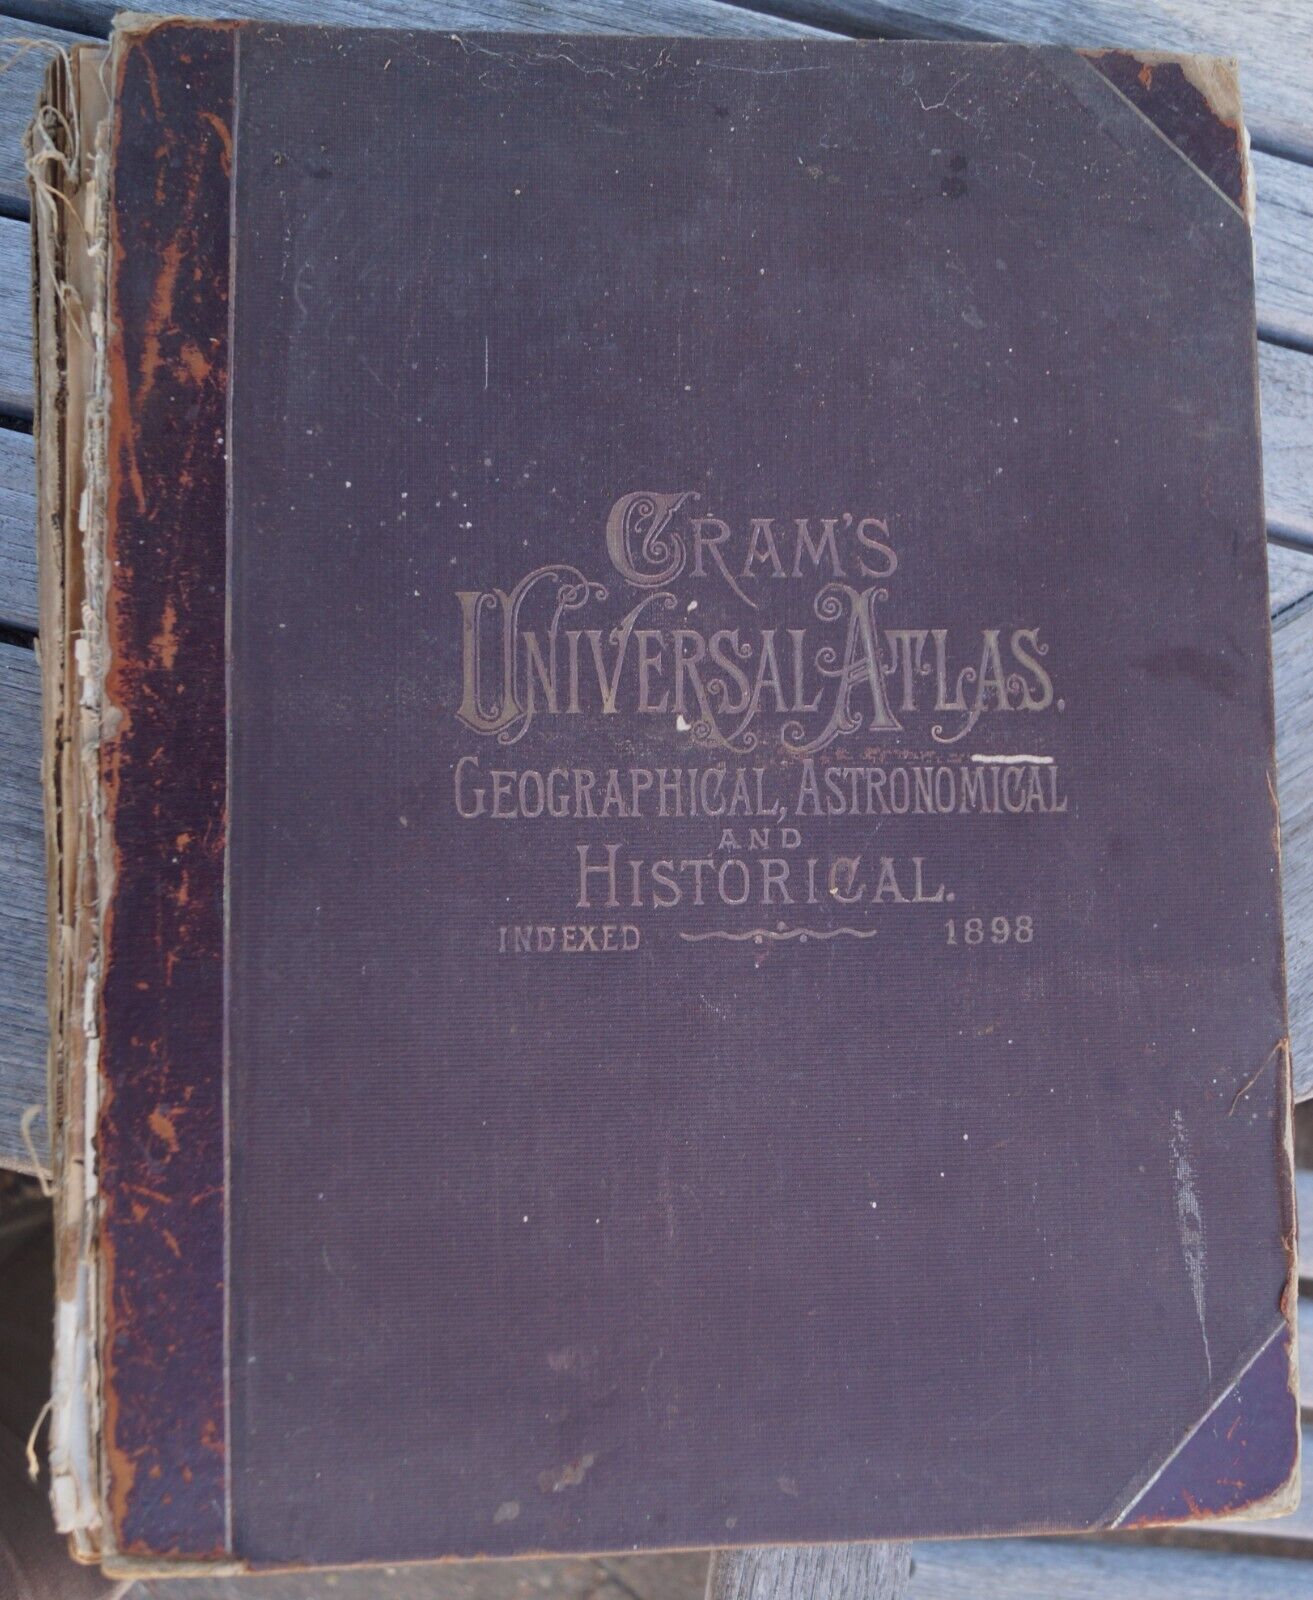 CRAM'S
UNIVERSAL ATLAS.
GEOGRAPHICAL, ASTRONOMICAL
AND
HISTORICAL.
INDEXED 1898